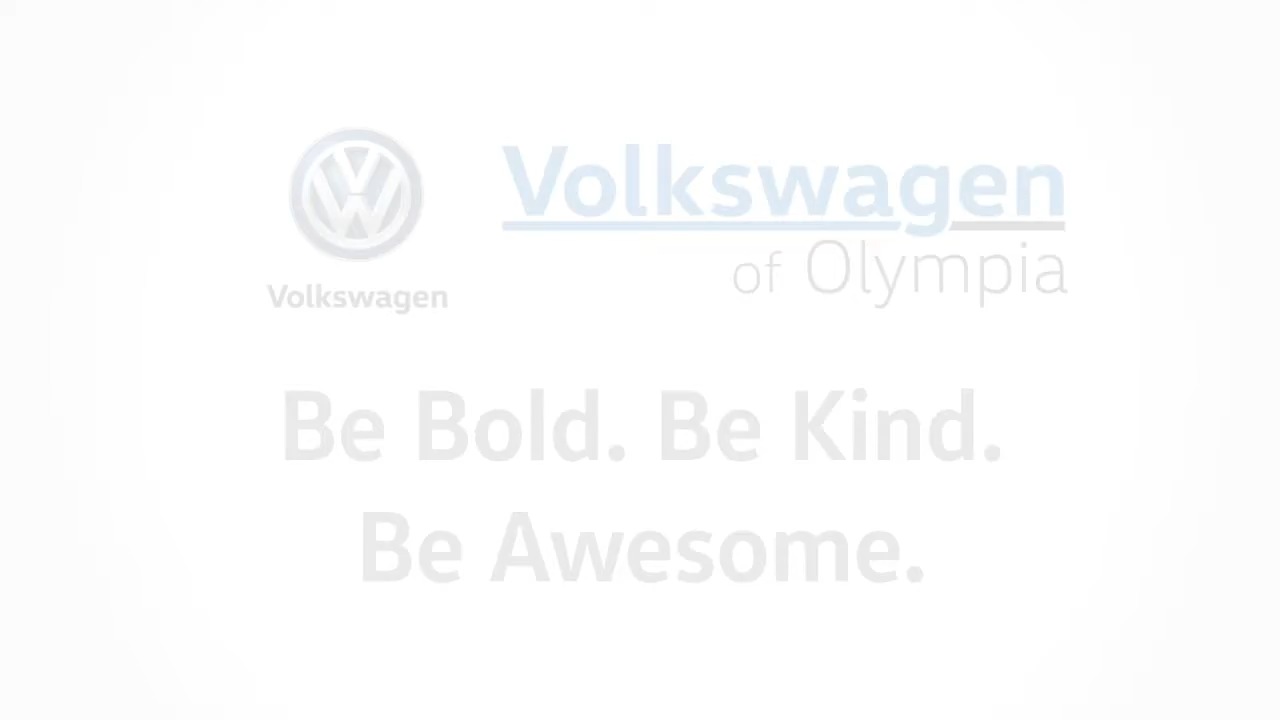 Volkswagen
of Olympia
Volkswagen
Be Bold. Be Kind.
Be Awesome.